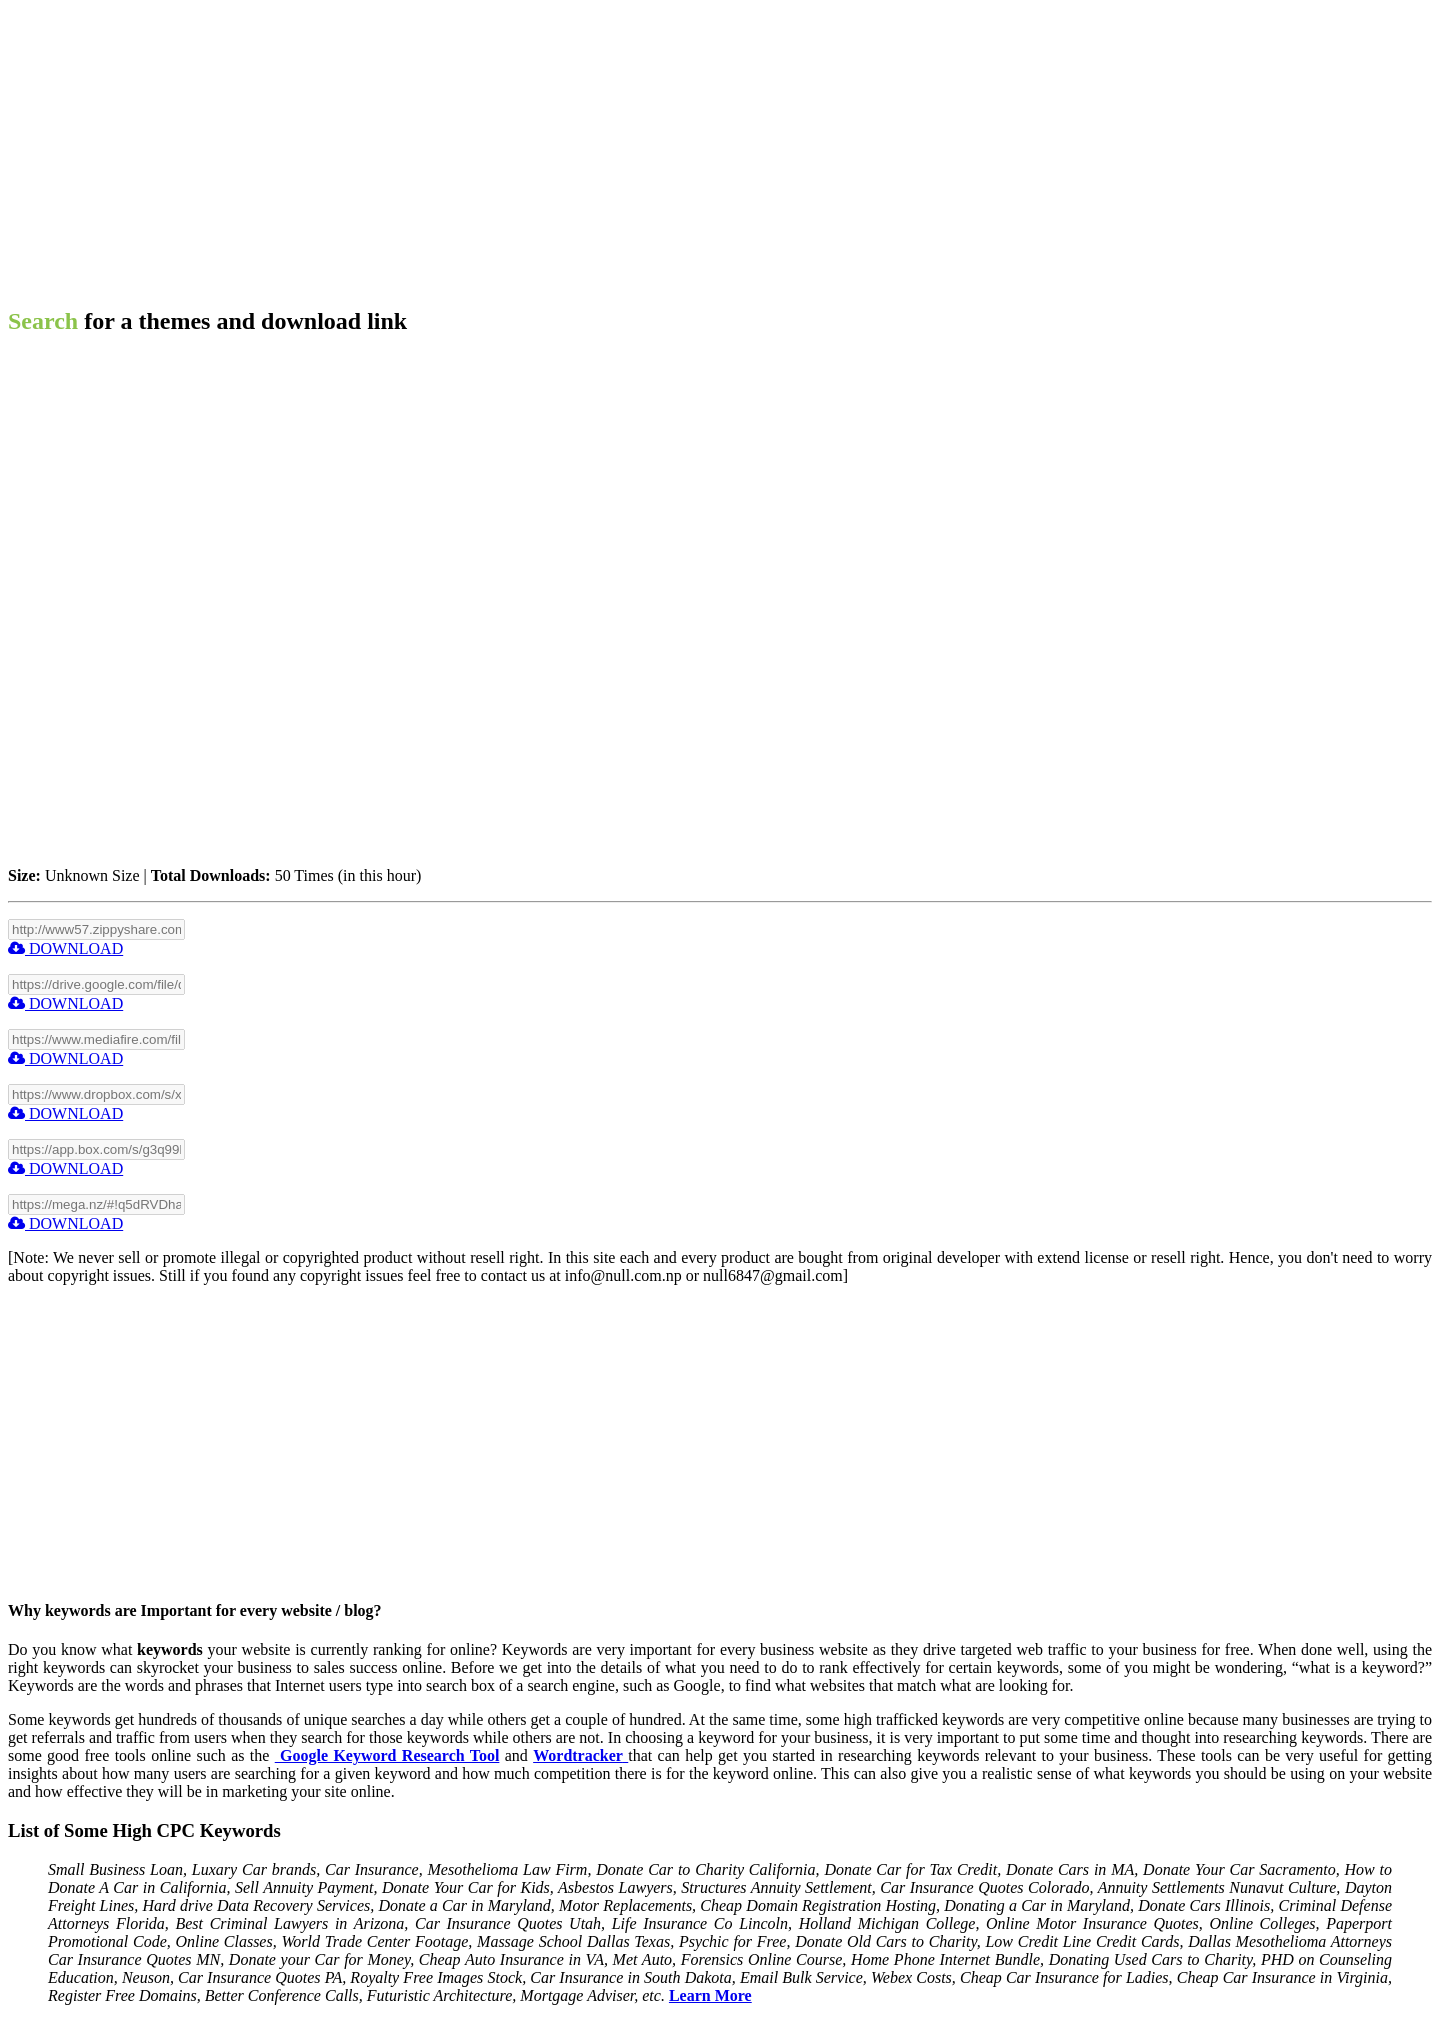 Search for a themes and download link
Size: Unknown Size | Total Downloads: 50 Times (in this hour)
http://www57.zippyshare.con
DOWNLOAD
https://drive.google.com/file/d
DOWNLOAD
https://www.mediafire.com/fil
DOWNLOAD
https://www.dropbox.com/s/x
DOWNLOAD
https://app.box.com/s/g3q99l
DOWNLOAD
https://mega.nz/#!q5dRVDha
DOWNLOAD
[Note: We never sell or promote illegal or copyrighted product without resell right. In this site each and every product are bought from original developer with extend license or resell right. Hence, you don't need to worry
about copyright issues. Still if you found any copyright issues feel free to contact us at info@null.com.np or null6847@gmail.com]
Why keywords are Important for every website / blog?
Do you know what keywords your website is currently ranking for online? Keywords are very important for every business website as they drive targeted web traffic to your business for free. When done well, using the
right keywords can skyrocket your business to sales success online. Before we get into the details of what you need to do to rank effectively for certain keywords, some of you might be wondering, “what is a keyword?”
Keywords are the words and phrases that Internet users type into search box of a search engine, such as Google, to find what websites that match what are looking for.
Some keywords get hundreds of thousands of unique searches a day while others get a couple of hundred. At the same time, some high trafficked keywords are very competitive online because many businesses are trying to
get referrals and traffic from users when they search for those keywords while others are not. In choosing a keyword for your business, it is very important to put some time and thought into researching keywords. There are
some good free tools online such as the Google Keyword Research Tool and Wordtracker that can help get you started in researching keywords relevant to your business. These tools can be very useful for getting
insights about how many users are searching for a given keyword and how much competition there is for the keyword online. This can also give you a realistic sense of what keywords you should be using on your website
and how effective they will be in marketing your site online.
List of Some High CPC Keywords
Small Business Loan, Luxary Car brands, Car Insurance, Mesothelioma Law Firm, Donate Car to Charity California, Donate Car for Tax Credit, Donate Cars in MA, Donate Your Car Sacramento, How to
Donate A Car in California, Sell Annuity Payment, Donate Your Car for Kids, Asbestos Lawyers, Structures Annuity Settlement, Car Insurance Quotes Colorado, Annuity Settlements Nunavut Culture, Dayton
Freight Lines, Hard drive Data Recovery Services, Donate a Car in Maryland, Motor Replacements, Cheap Domain Registration Hosting, Donating a Car in Maryland, Donate Cars Illinois, Criminal Defense
Attorneys Florida, Best Criminal Lawyers in Arizona, Car Insurance Quotes Utah, Life Insurance Co Lincoln, Holland Michigan College, Online Motor Insurance Quotes, Online Colleges, Paperport
Promotional Code, Online Classes, World Trade Center Footage, Massage School Dallas Texas, Psychic for Free, Donate Old Cars to Charity, Low Credit Line Credit Cards, Dallas Mesothelioma Attorneys
Car Insurance Quotes MN, Donate your Car for Money, Cheap Auto Insurance in VA, Met Auto, Forensics Online Course, Home Phone Internet Bundle, Donating Used Cars to Charity, PHD on Counseling
Education, Neuson, Car Insurance Quotes PA, Royalty Free Images Stock, Car Insurance in South Dakota, Email Bulk Service, Webex Costs, Cheap Car Insurance for Ladies, Cheap Car Insurance in Virginia,
Register Free Domains, Better Conference Calls, Futuristic Architecture, Mortgage Adviser, etc. Learn More